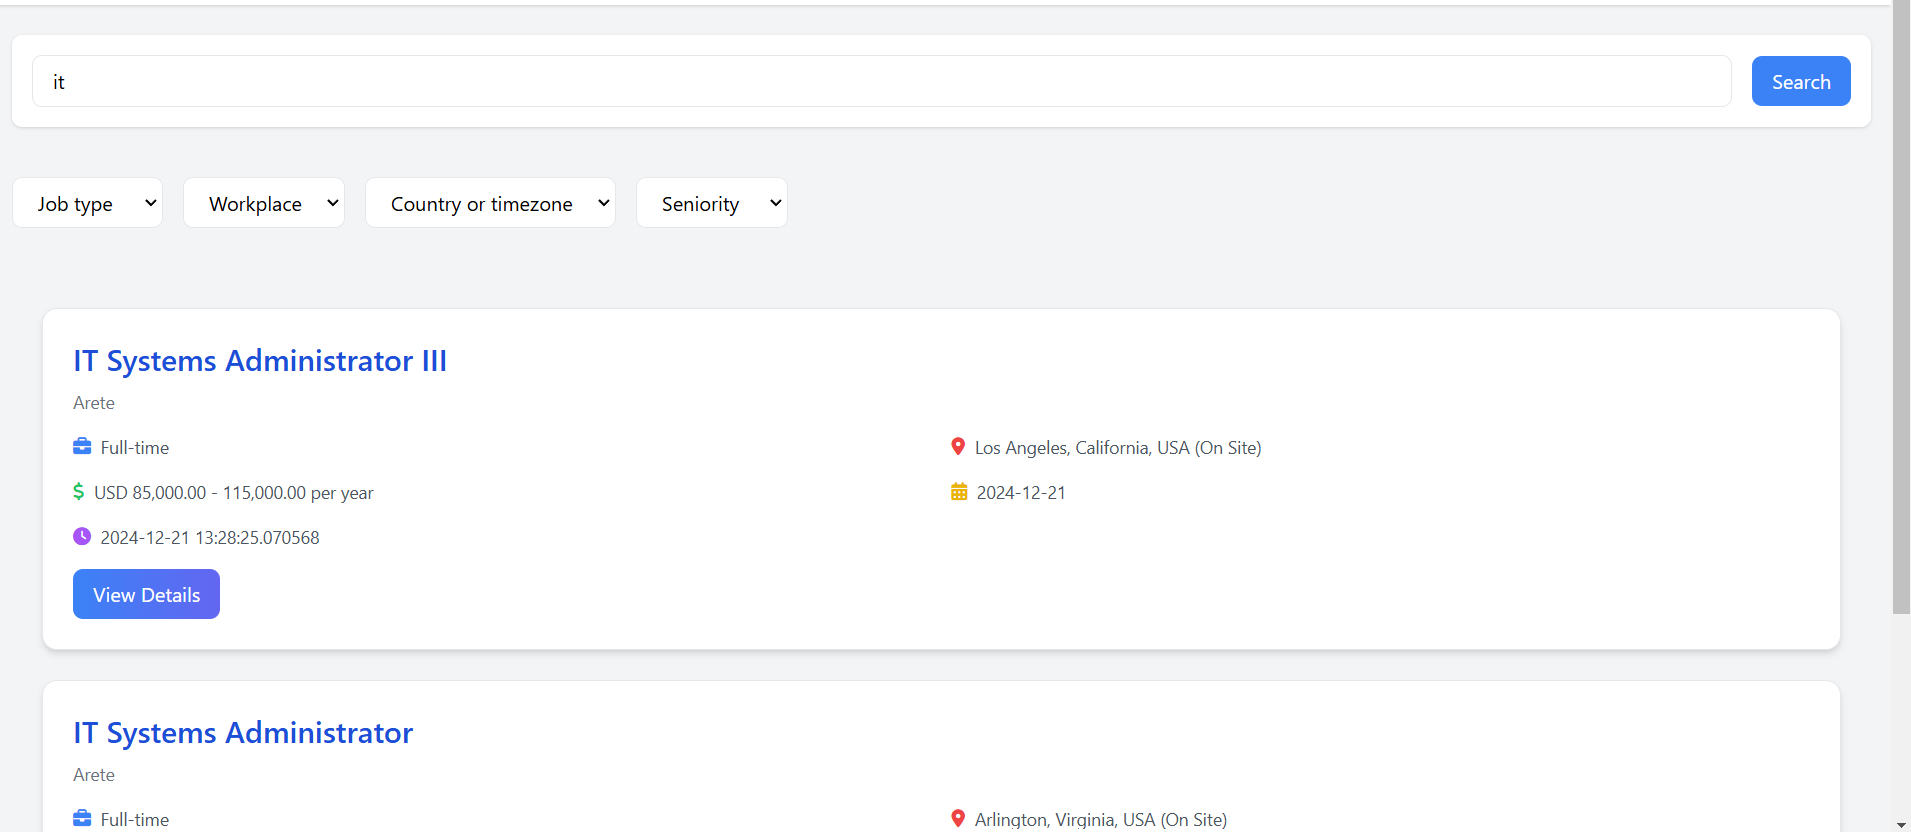 it
Search
Job type Workplace Country or timezone Seniority
IT Systems Administrator III
Arete
Full-time Los Angeles, California, USA (On Site)
USD 85,000.00 - 115,000.00 per year 2024-12-21
2024-12-21 13:28:25.070568
View Details
IT Systems Administrator
Arete
Full-time Arlington, Virginia, USA (On Site)